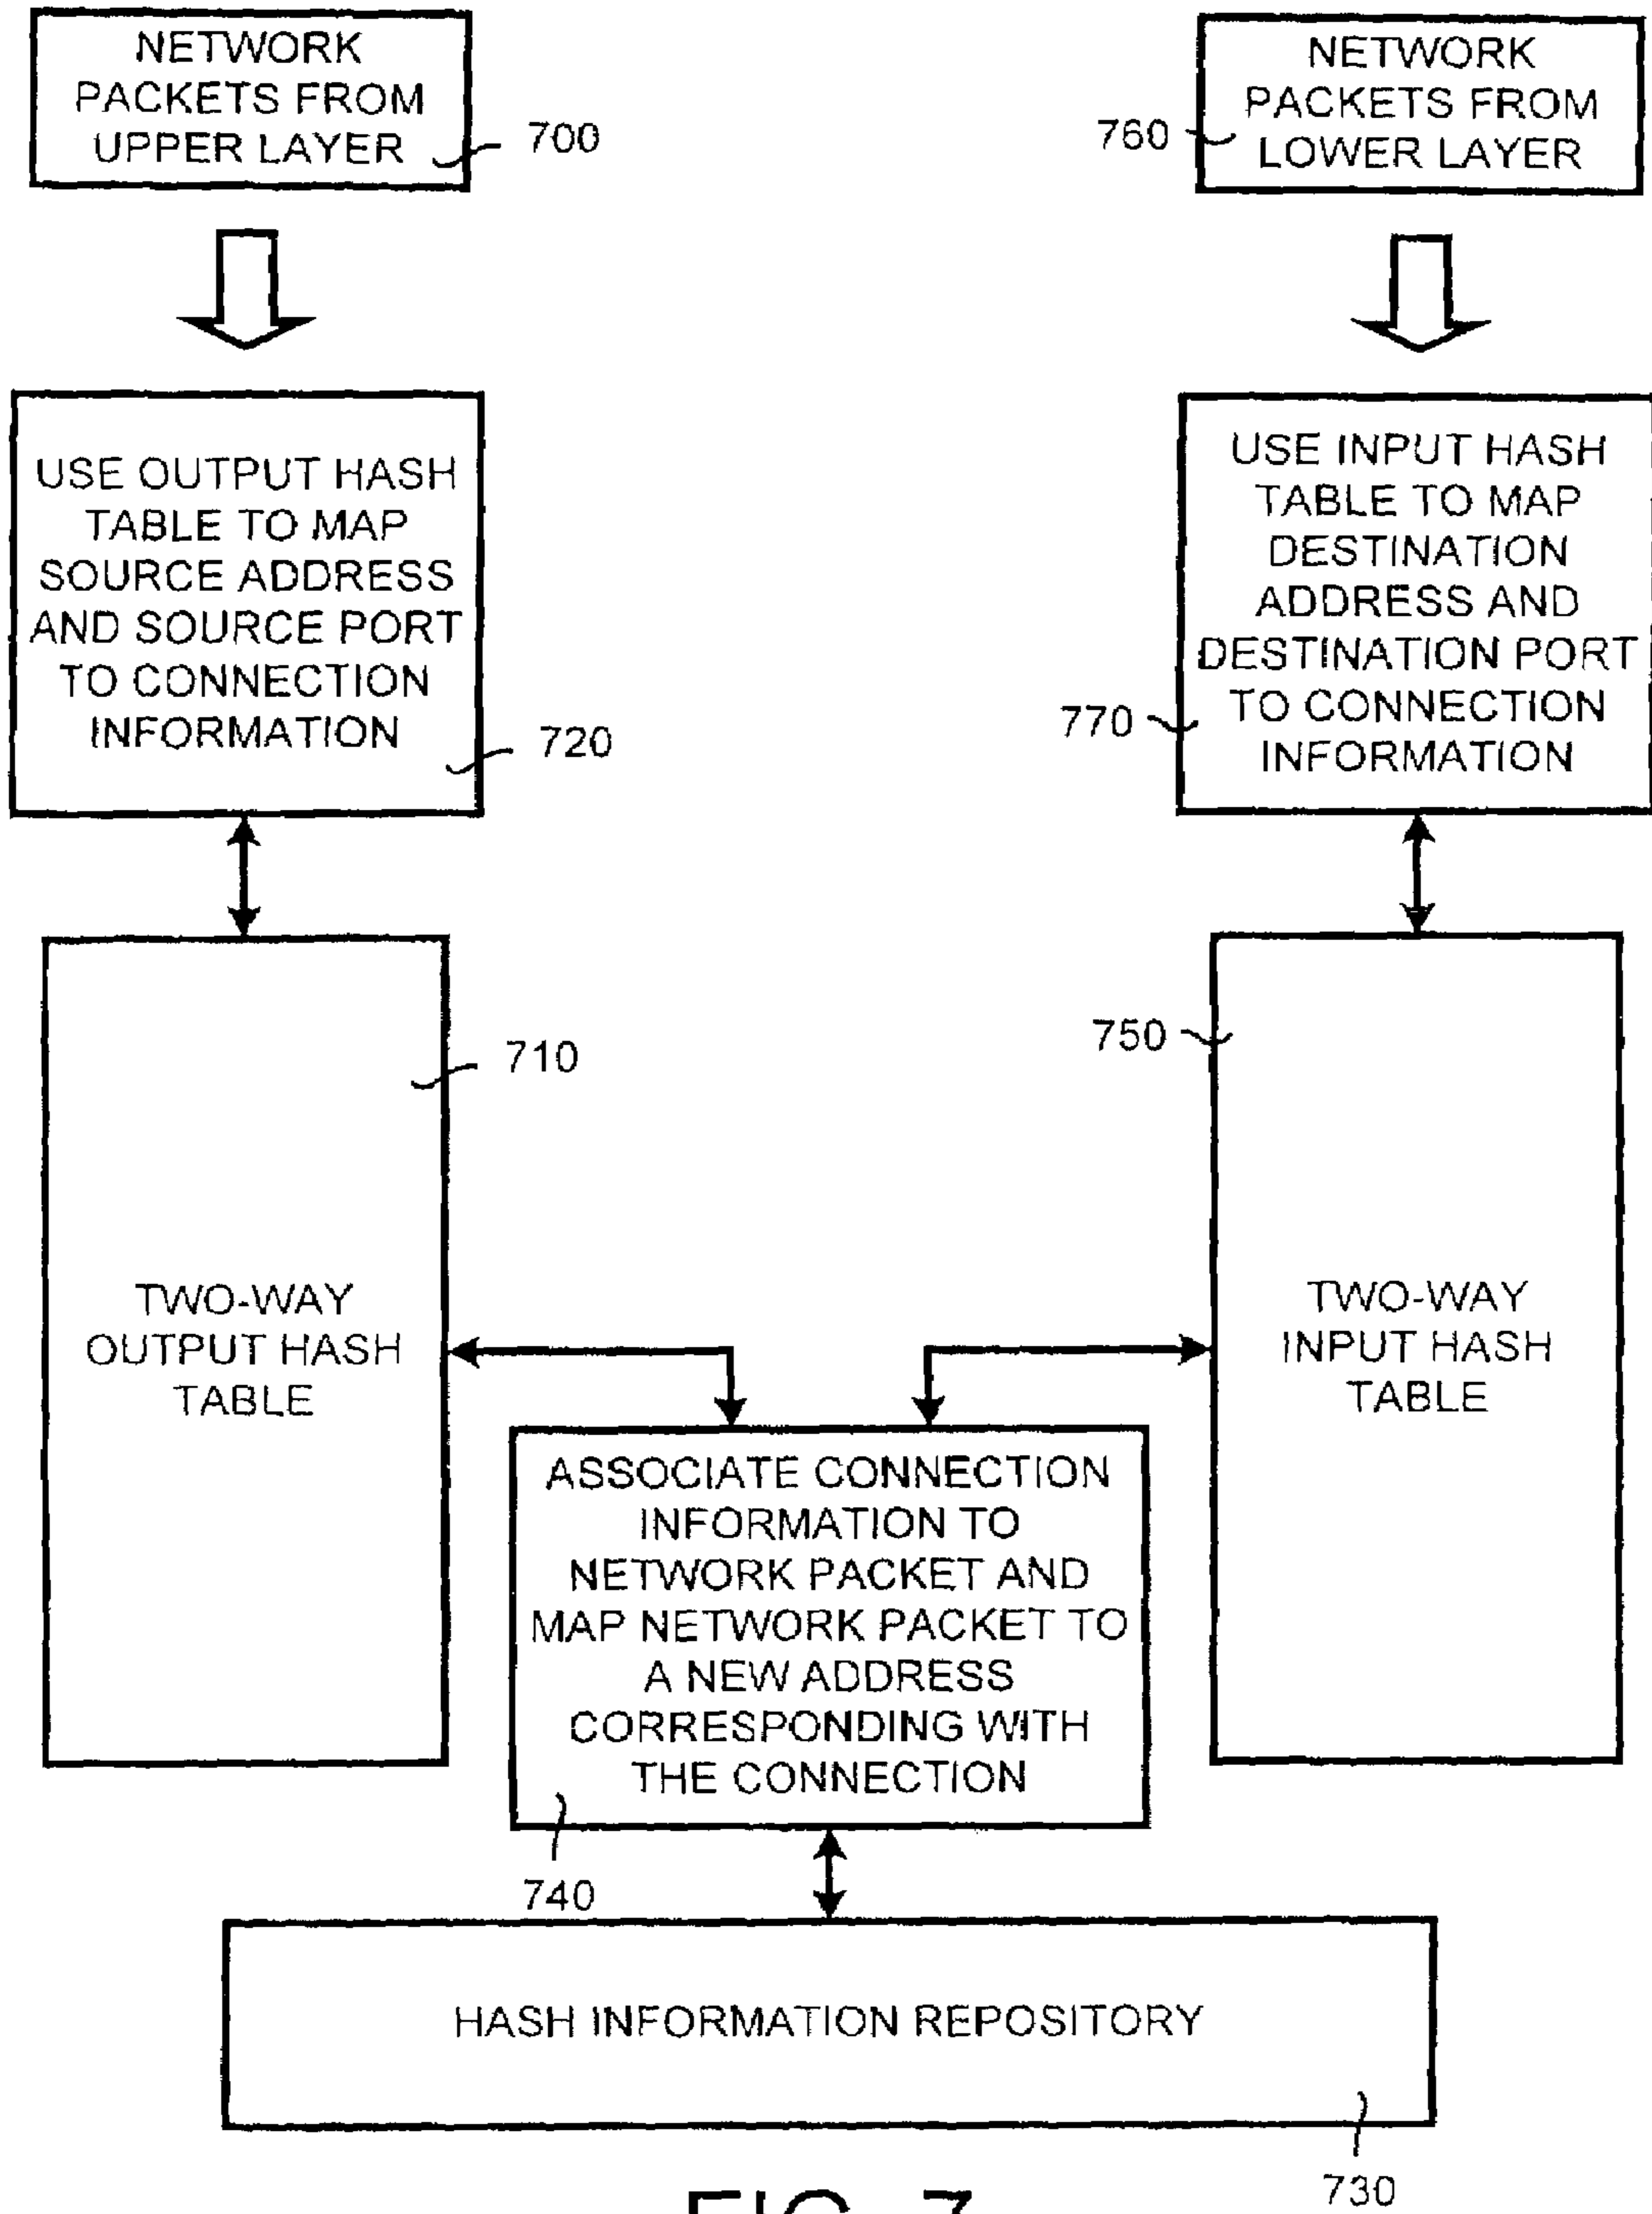 NETWORK
PACKETS FROM
UPPER LAYER
700
NETWORK
PACKETS FROM
LOWER LAYER
760
USE OUTPUT HASH
TABLE TO MAP
SOURCE ADDRESS
AND SOURCE PORT
TO CONNECTION
INFORMATION
720
USE INPUT HASH
TABLE TO MAP
DESTINATION
ADDRESS AND
DESTINATION PORT
TO CONNECTION
INFORMATION
770
710
TWO-WAY
OUTPUT HASH
TABLE
750
TWO-WAY
INPUT HASH
TABLE
ASSOCIATE CONNECTION
INFORMATION TO
NETWORK PACKET AND
MAP NETWORK PACKET TO
A NEW ADDRESS
CORRESPONDING WITH
THE CONNECTION
740
HASH INFORMATION REPOSITORY
730
FIG. 7